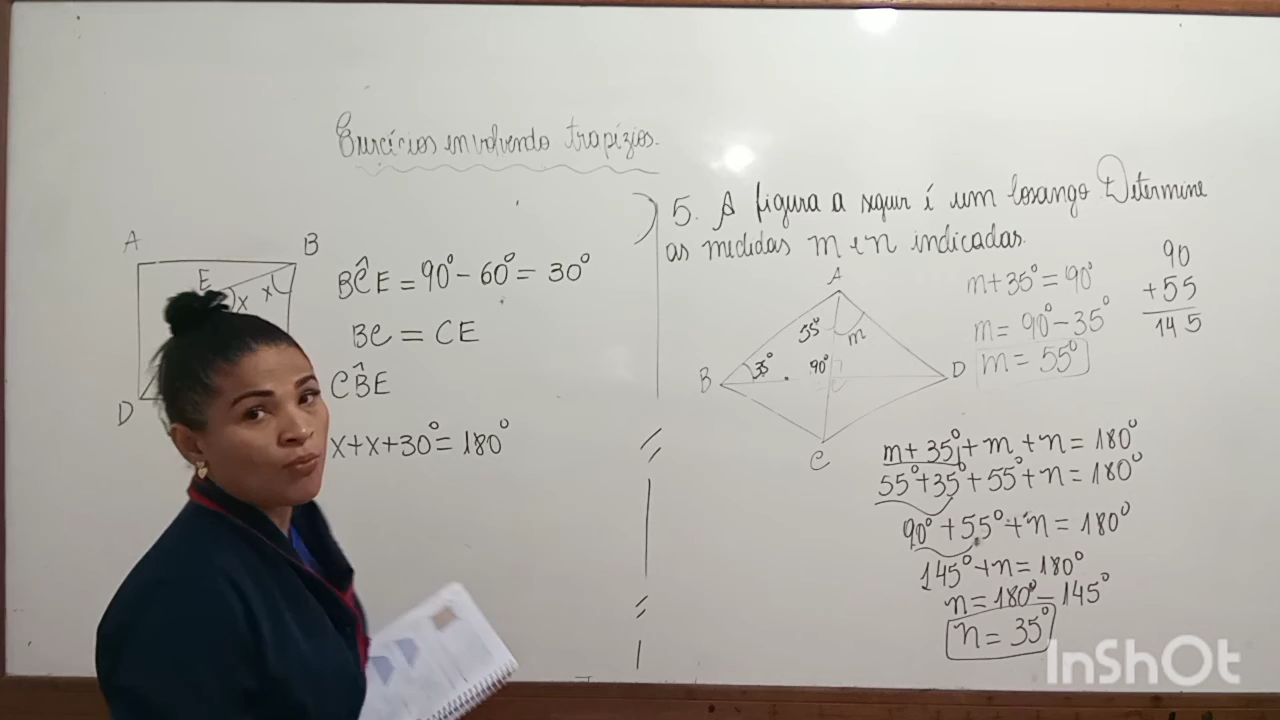 Exercícios envolvendo trapézios.
A
B
E
x
x
D
BĈE = 90° - 60° = 30°
BC = CE
CB̂E
x+x+30° = 180°
5. A figura a seguir é um losango. Determine
as medidas m e n indicadas.
A
35°
m
B
35°
90°
D
C
m+35° = 90°
m = 90° - 35°
m = 55°
90
+55
145
m+35°+m+n = 180°
55°+35°+55°+n = 180°
90°+55°+n = 180°
145°+n = 180°
n = 180° - 145°
n = 35°
InShOt